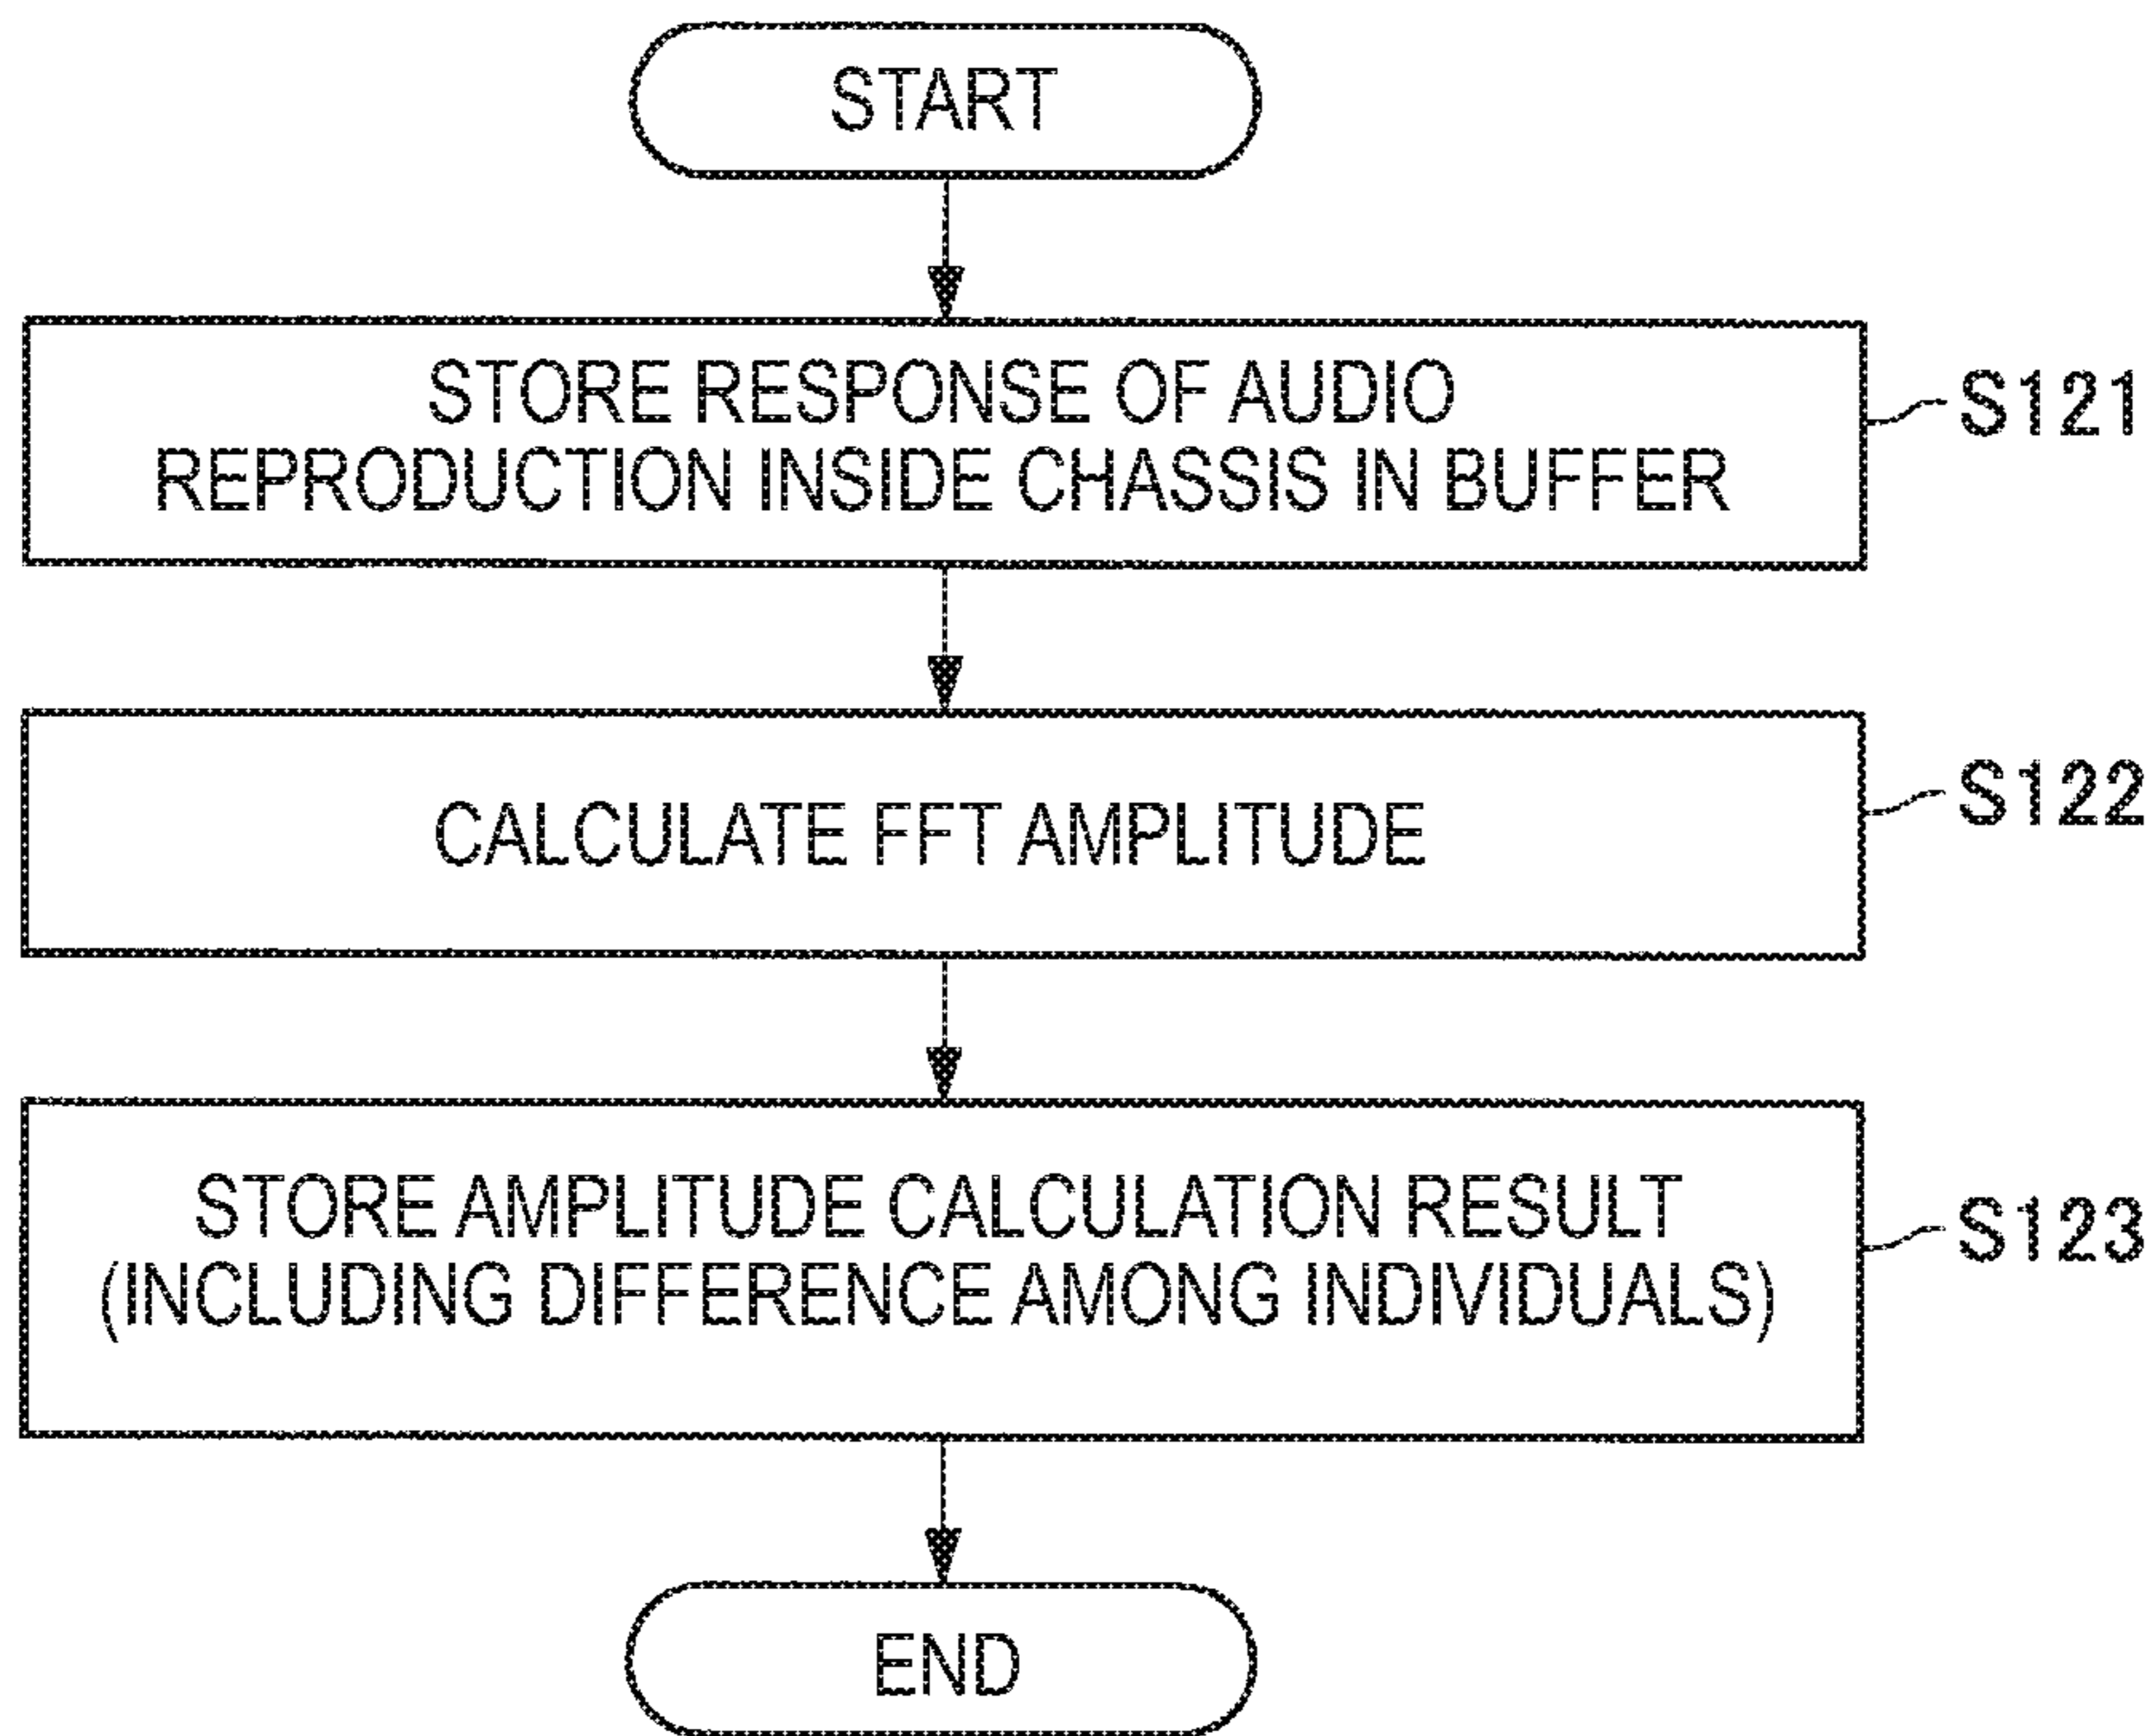 START
STORE RESPONSE OF AUDIO
REPRODUCTION INSIDE CHASSIS IN BUFFER
S121
CALCULATE FFT AMPLITUDE
S122
STORE AMPLITUDE CALCULATION RESULT
(INCLUDING DIFFERENCE AMONG INDIVIDUALS)
S123
END